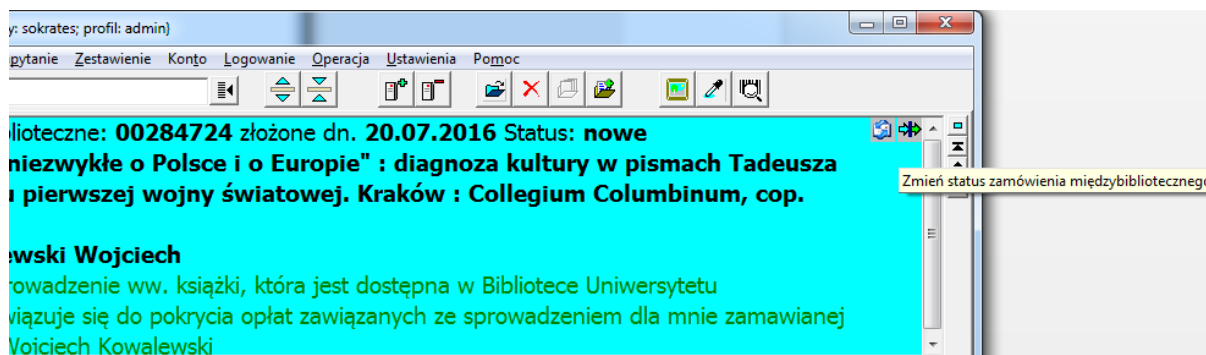 y: sokrates; profil: admin)
pytanie Zestawienie Konto Logowanie Operacja Ustawienia Pomoc
lioteczne: 00284724 złożone dn. 20.07.2016 Status: nowe
niezwykłe o Polsce i o Europie" : diagnoza kultury w pismach Tadeusza
Zmień status zamówienia międzybibliotecznego
u pierwszej wojny światowej. Kraków : Collegium Columbinum, cop.
ewski Wojciech
rowadzenie ww. książki, która jest dostępna w Bibliotece Uniwersytetu
wiązuje się do pokrycia opłat zawiązanych ze sprowadzeniem dla mnie zamawianej
Wojciech Kowalewski